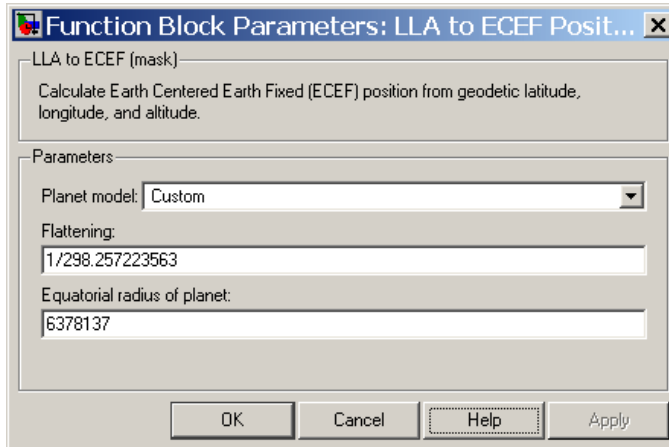 Function Block Parameters: LLA to ECEF Posit...
LLA to ECEF (mask)
Calculate Earth Centered Earth Fixed (ECEF) position from geodetic latitude,
longitude, and altitude.
Parameters
Planet model: Custom
Flattening:
1/298.257223563
Equatorial radius of planet:
6378137
OK Cancel Help Apply